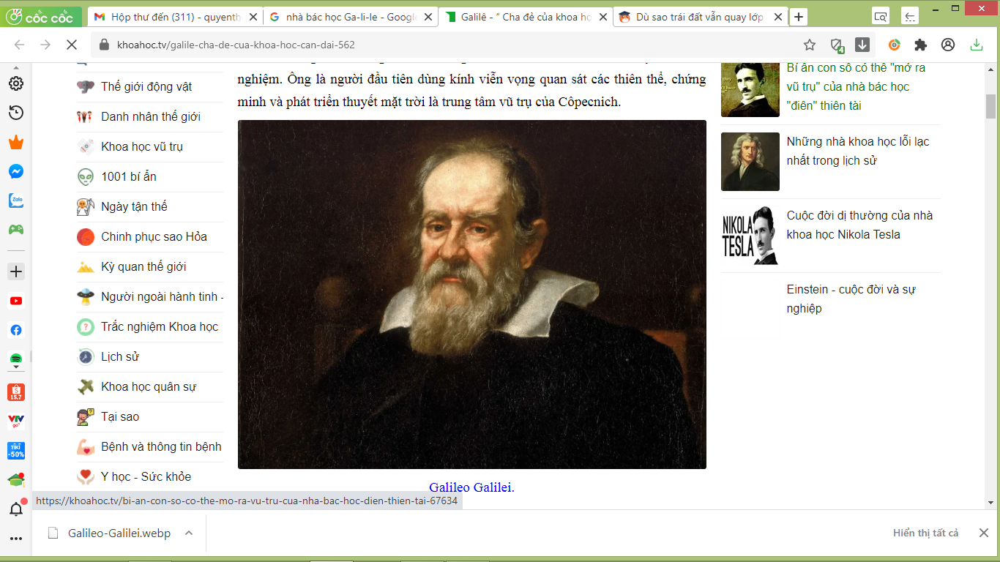 cốc cốc
Hộp thư đến (311) - quyenth
nhà bác học Ga-li-le - Google
Galilê - “ Cha đẻ của khoa họ
Dù sao trái đất vẫn quay lớp
khoahoc.tv/galile-cha-de-cua-khoa-hoc-can-dai-562
4
Thế giới động vật
Danh nhân thế giới
Khoa học vũ trụ
1001 bí ẩn
Ngày tận thế
Chinh phục sao Hỏa
Kỳ quan thế giới
Người ngoài hành tinh -
Trắc nghiệm Khoa học
Lịch sử
Khoa học quân sự
Tại sao
Bệnh và thông tin bệnh
Y học - Sức khỏe
Zalo
15.7
VTV
go
TIKI
-50%
nghiệm. Ông là người đầu tiên dùng kính viễn vọng quan sát các thiên thể, chứng
minh và phát triển thuyết mặt trời là trung tâm vũ trụ của Côpecnich.
Galileo Galilei.
Bí ẩn con số có thể "mở ra
vũ trụ" của nhà bác học
"điên" thiên tài
Những nhà khoa học lỗi lạc
nhất trong lịch sử
NIKOLA
TESLA
Cuộc đời dị thường của nhà
khoa học Nikola Tesla
Einstein - cuộc đời và sự
nghiệp
https://khoahoc.tv/bi-an-con-so-co-the-mo-ra-vu-tru-cua-nha-bac-hoc-dien-thien-tai-67634
Galileo-Galilei.webp
Hiển thị tất cả